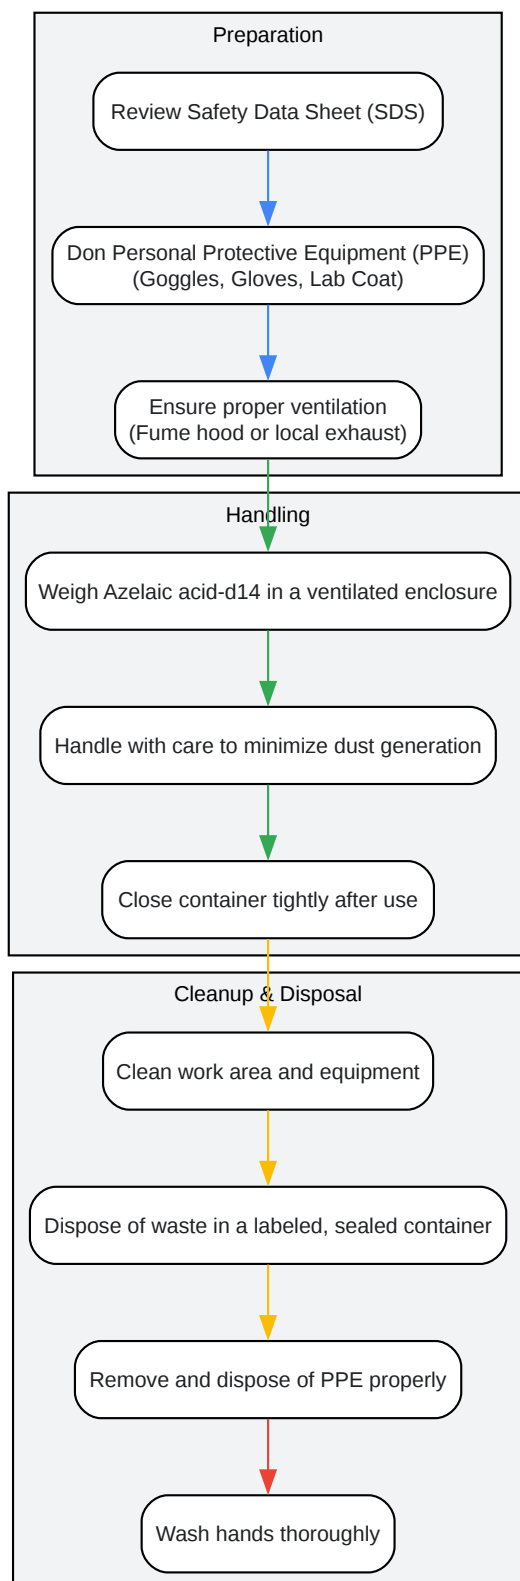 Preparation
Review Safety Data Sheet (SDS)
Don Personal Protective Equipment (PPE)
(Goggles, Gloves, Lab Coat)
Ensure proper ventilation
(Fume hood or local exhaust)
Handling
Weigh Azelaic acid-d14 in a ventilated enclosure
Handle with care to minimize dust generation
Close container tightly after use
Cleanup & Disposal
Clean work area and equipment
Dispose of waste in a labeled, sealed container
Remove and dispose of PPE properly
Wash hands thoroughly